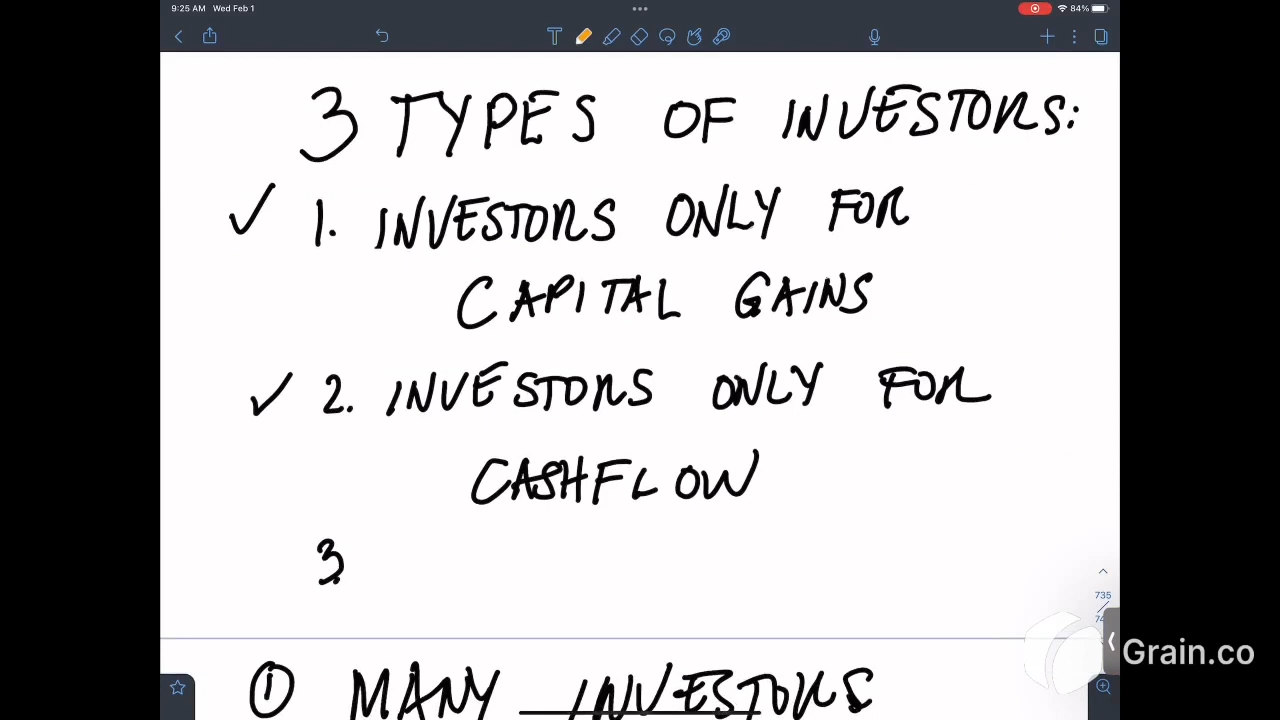 9:25 AM Wed Feb 1
84%
3 TYPES OF INVESTORS:
✓ 1. INVESTORS ONLY FOR
CAPITAL GAINS
✓ 2. INVESTORS ONLY FOR
CASHFLOW
3.
735
Grain.co
① MANY INVESTORS